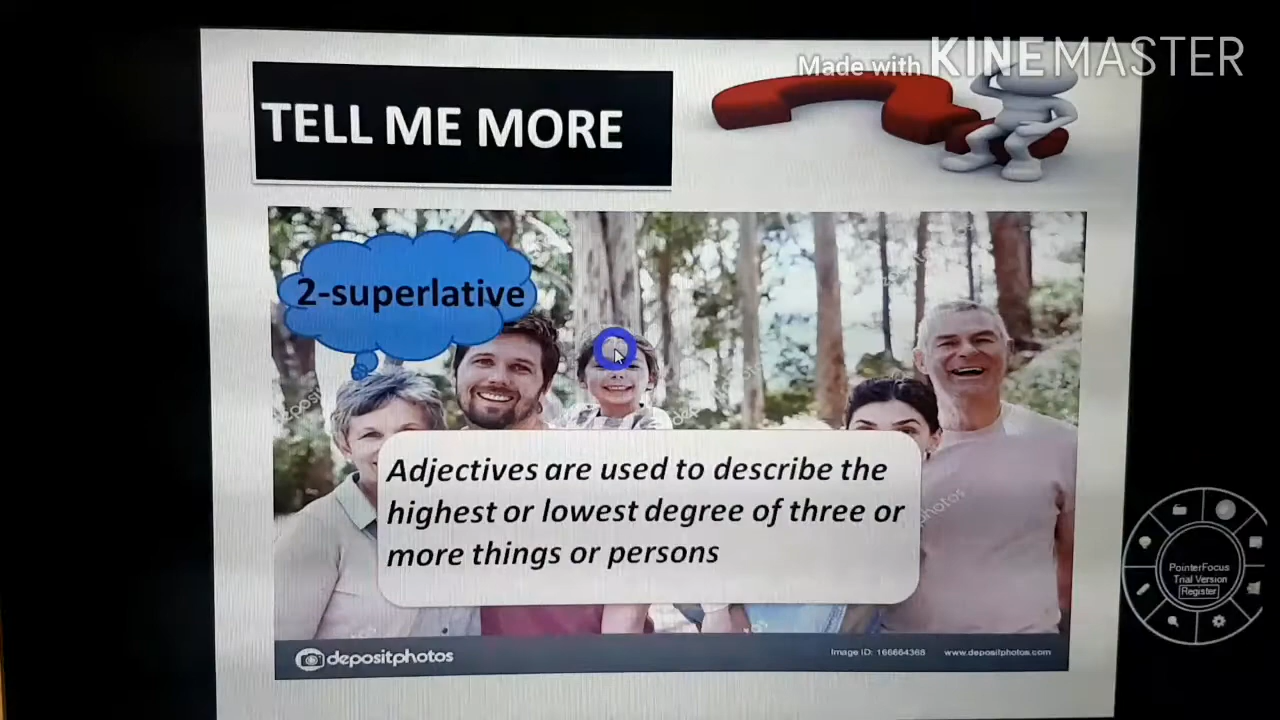 Made with KINEMASTER
TELL ME MORE
2-superlative
Adjectives are used to describe the
highest or lowest degree of three or
more things or persons
depositphotos
Image ID: 166664368 www.depositphotos.com
PointerFocus
Trial Version
Register